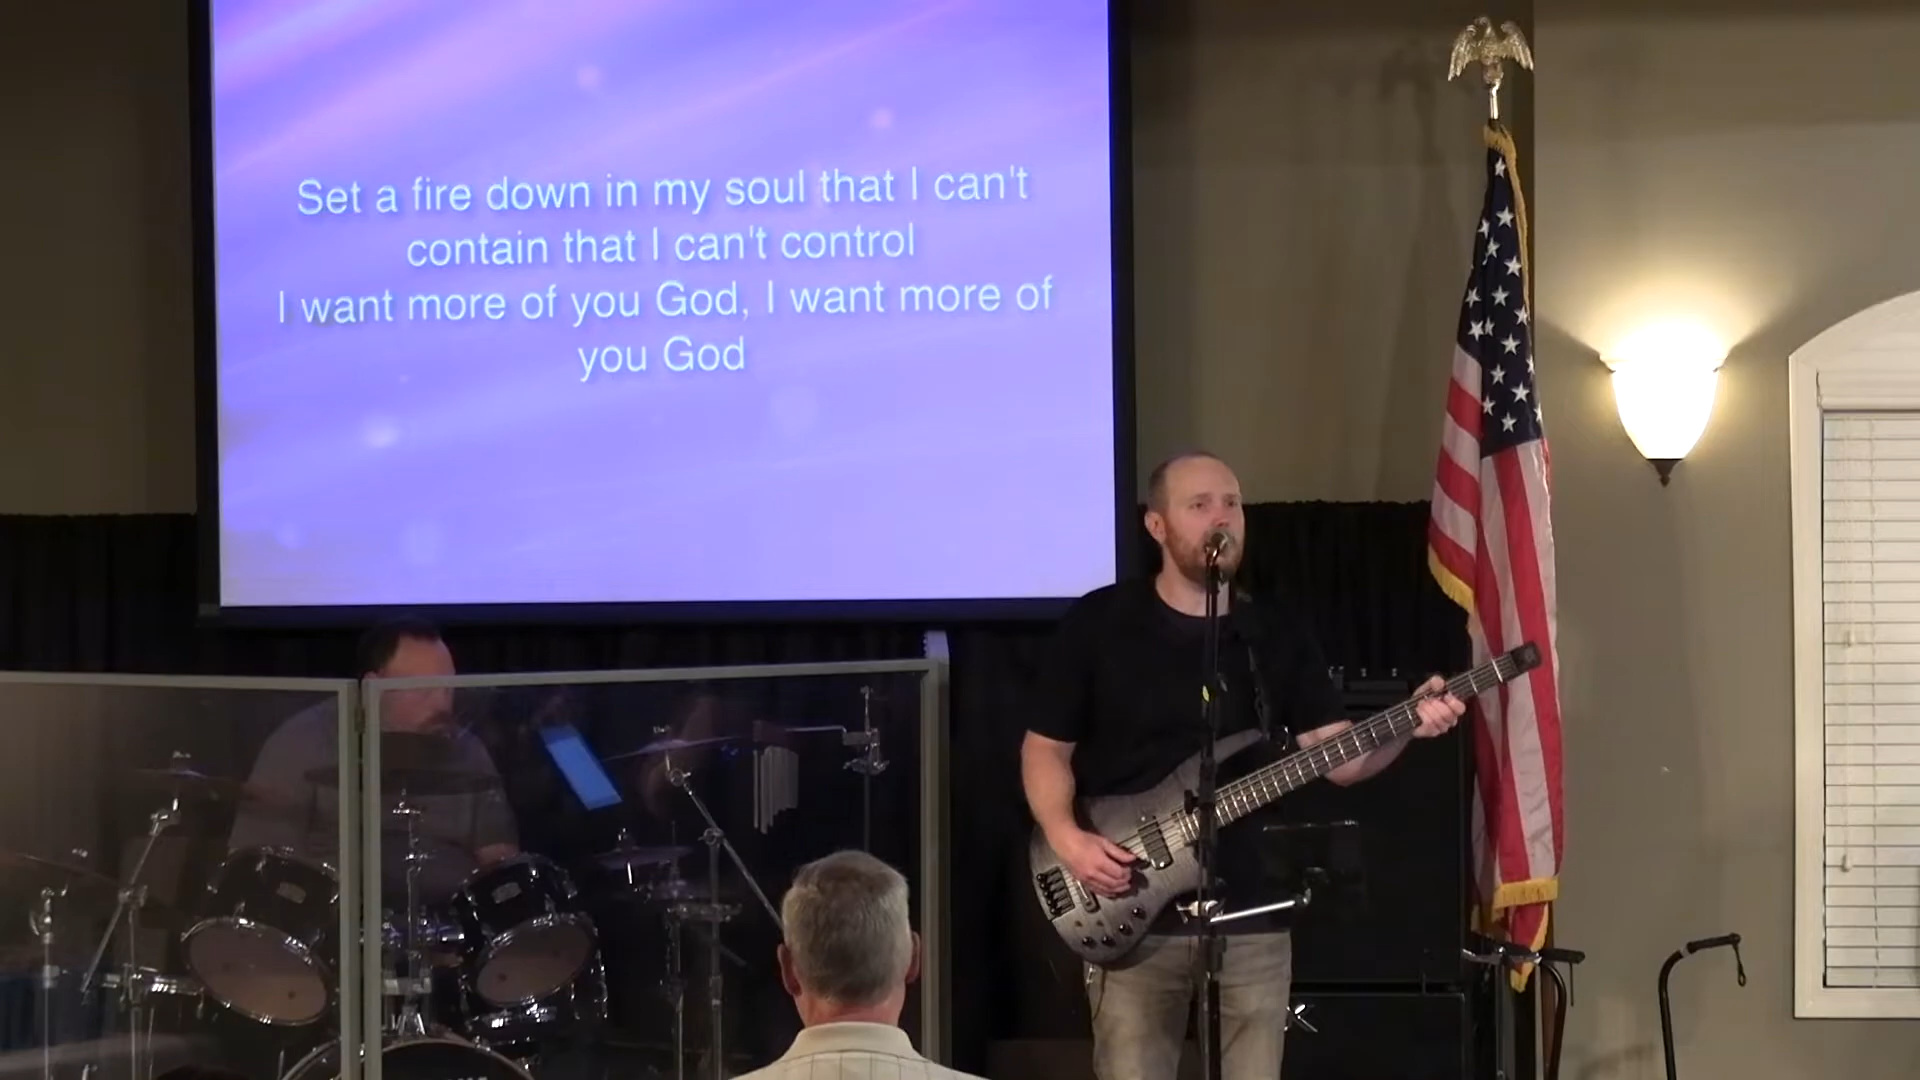 Set a fire down in my soul that I can't
contain that I can't control
I want more of you God, I want more of
you God